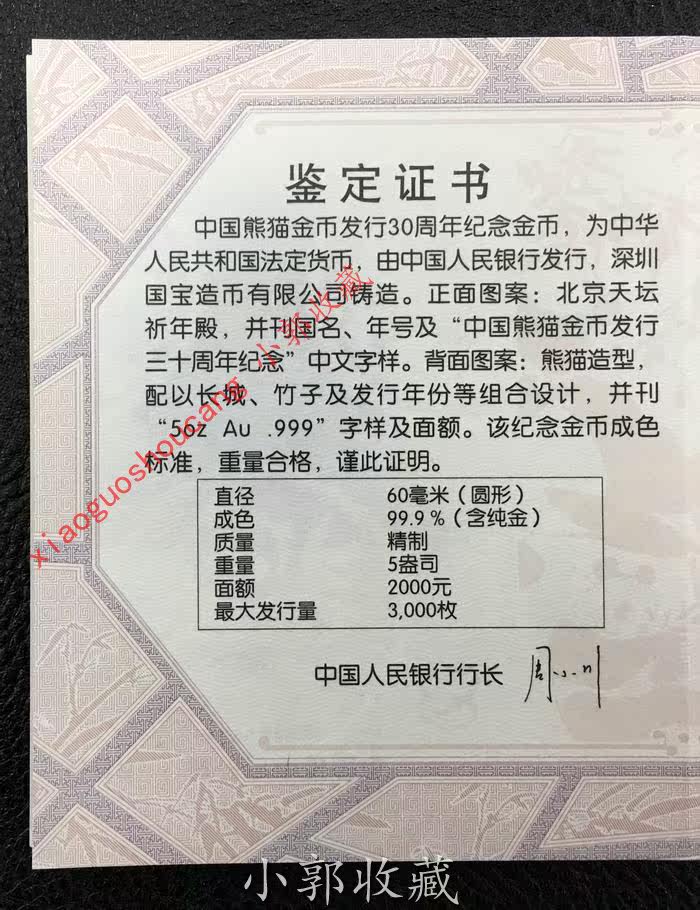 鉴定证书
中国熊猫金币发行30周年纪念金币，为中华
人民共和国法定货币，由中国人民银行发行，深圳
国宝造币有限公司铸造。正面图案：北京天坛
祈年殿，并刊国名、年号及“中国熊猫金币发行
三十周年纪念”中文字样。背面图案：熊猫造型，
配以长城、竹子及发行年份等组合设计，并刊
“5oz Au .999”字样及面额。该纪念金币成色
标准，重量合格，谨此证明。
直径 60毫米（圆形）
成色 99.9%（含纯金）
质量 精制
重量 5盎司
面额 2000元
最大发行量 3,000枚
中国人民银行行长 周小川
xiaoguoshoucang 小郭收藏
小郭收藏